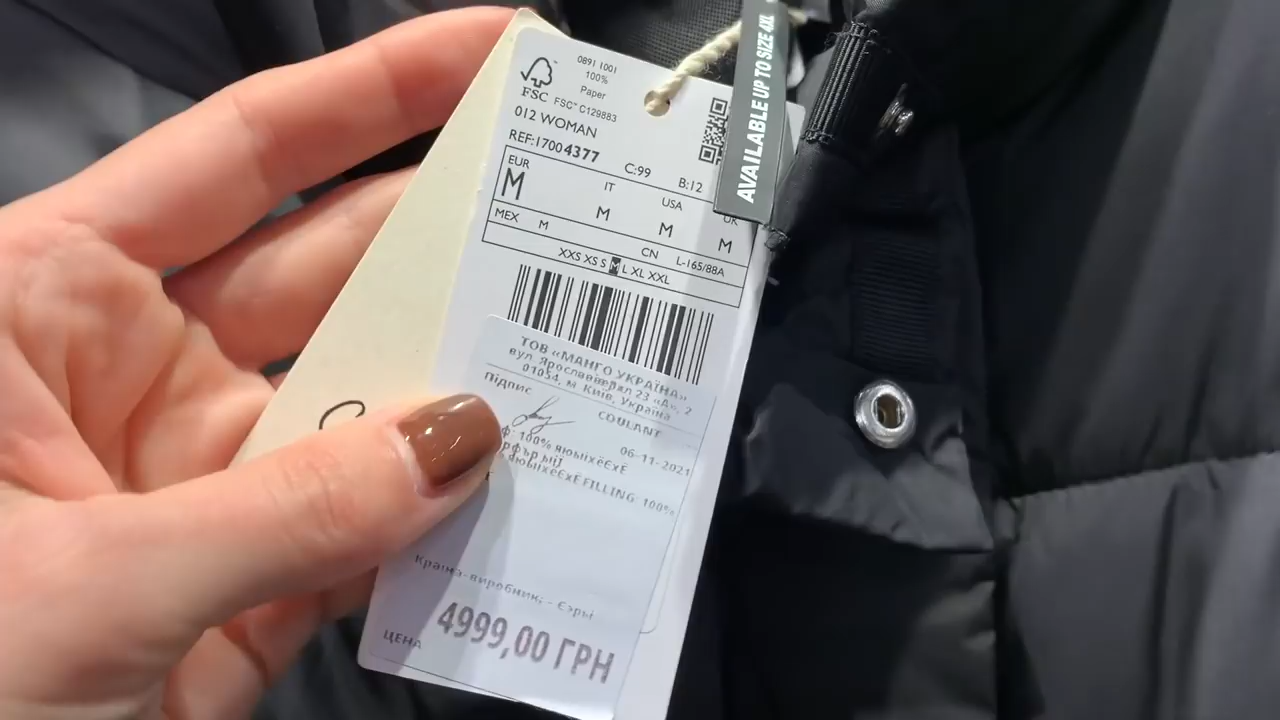 0891 1001
100%
Paper
FSC FSC™ C129883
012 WOMAN
REF:17004377
C:99 B:12
EUR IT USA UK
M M M M
MEX M CN L-165/88A
XXS XS S M L XL XXL
AVAILABLE UP TO SIZE 4XL
ТОВ «МАНГО УКРАЇНА»
вул. Ярославів вал 23 «А», 2
01054, м. Київ, Україна
Підпис
COULANT
06-11-2021
100%
FILLING: 100%
Країна-виробник: -
ЦЕНА 4999,00 ГРН